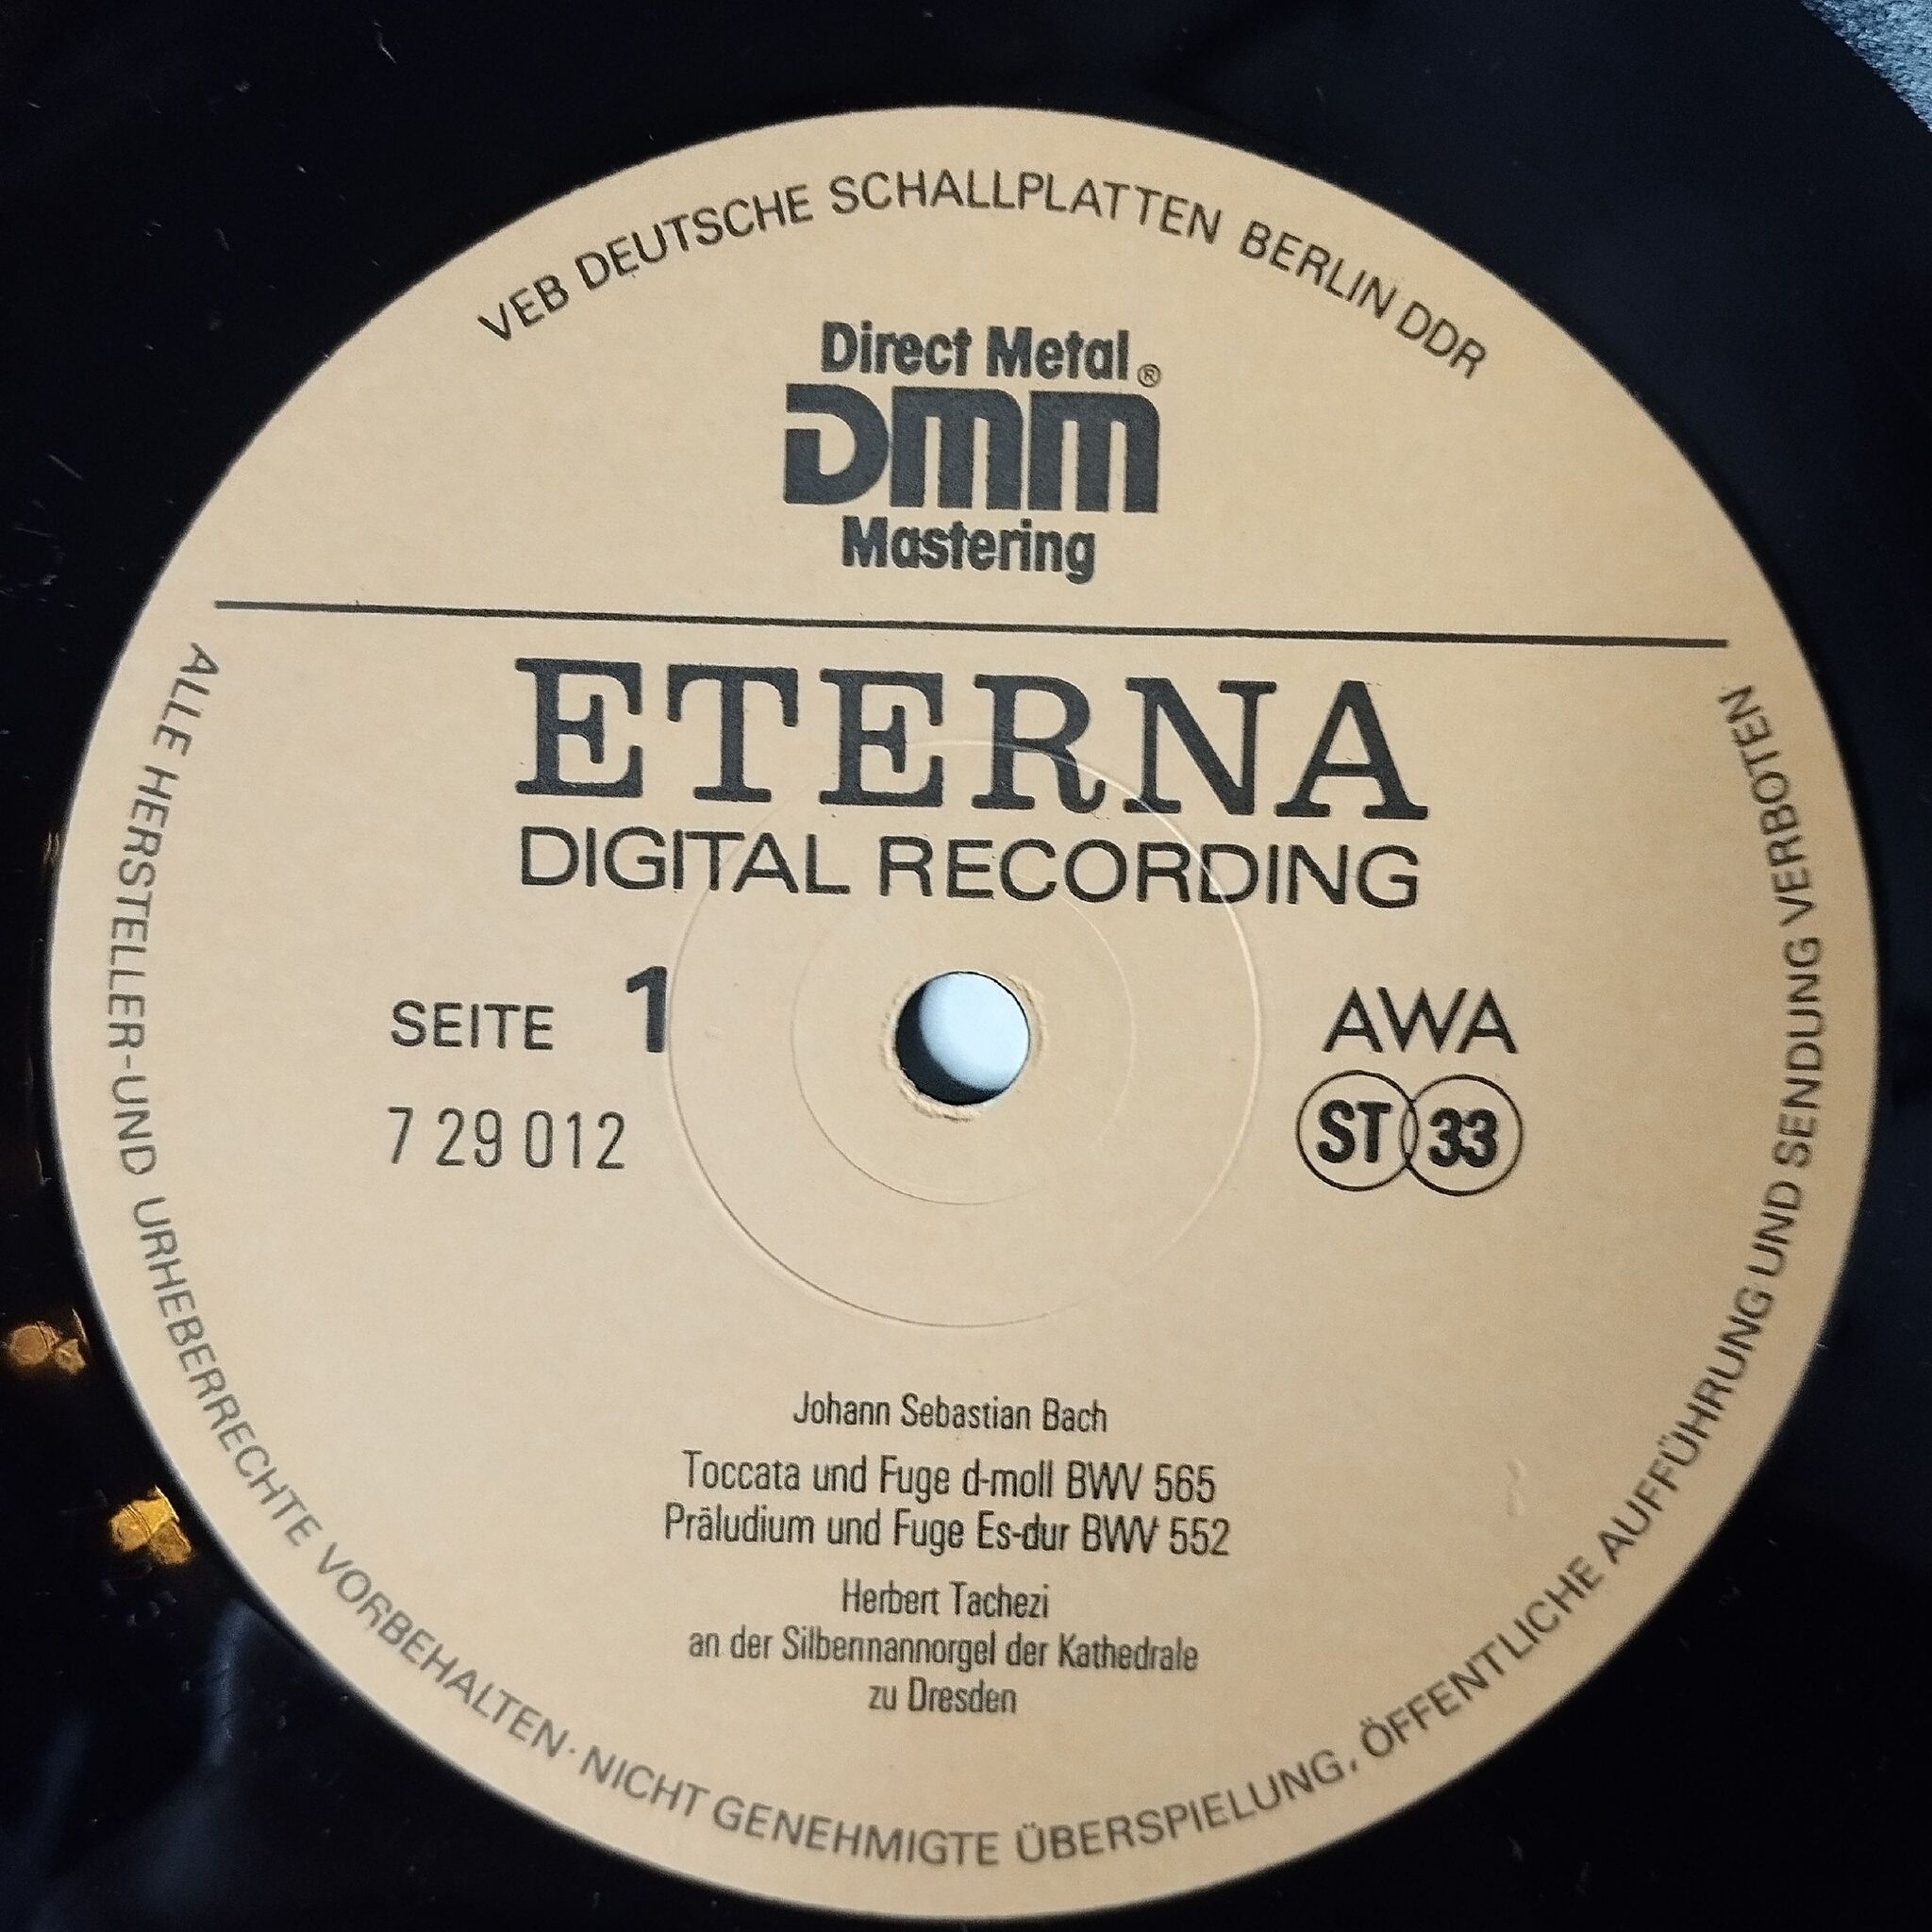 VEB DEUTSCHE SCHALLPLATTEN BERLIN DDR
Direct Metal ®
DMM
Mastering
ETERNA
DIGITAL RECORDING
SEITE 1
7 29 012
AWA
ST 33
Johann Sebastian Bach
Toccata und Fuge d-moll BWV 565
Präludium und Fuge Es-dur BWV 552
Herbert Tachezi
an der Silbermannorgel der Kathedrale
zu Dresden
ALLE HERSTELLER-UND URHEBERRECHTE VORBEHALTEN · NICHT GENEHMIGTE ÜBERSPIELUNG, ÖFFENTLICHE AUFFÜHRUNG UND SENDUNG VERBOTEN